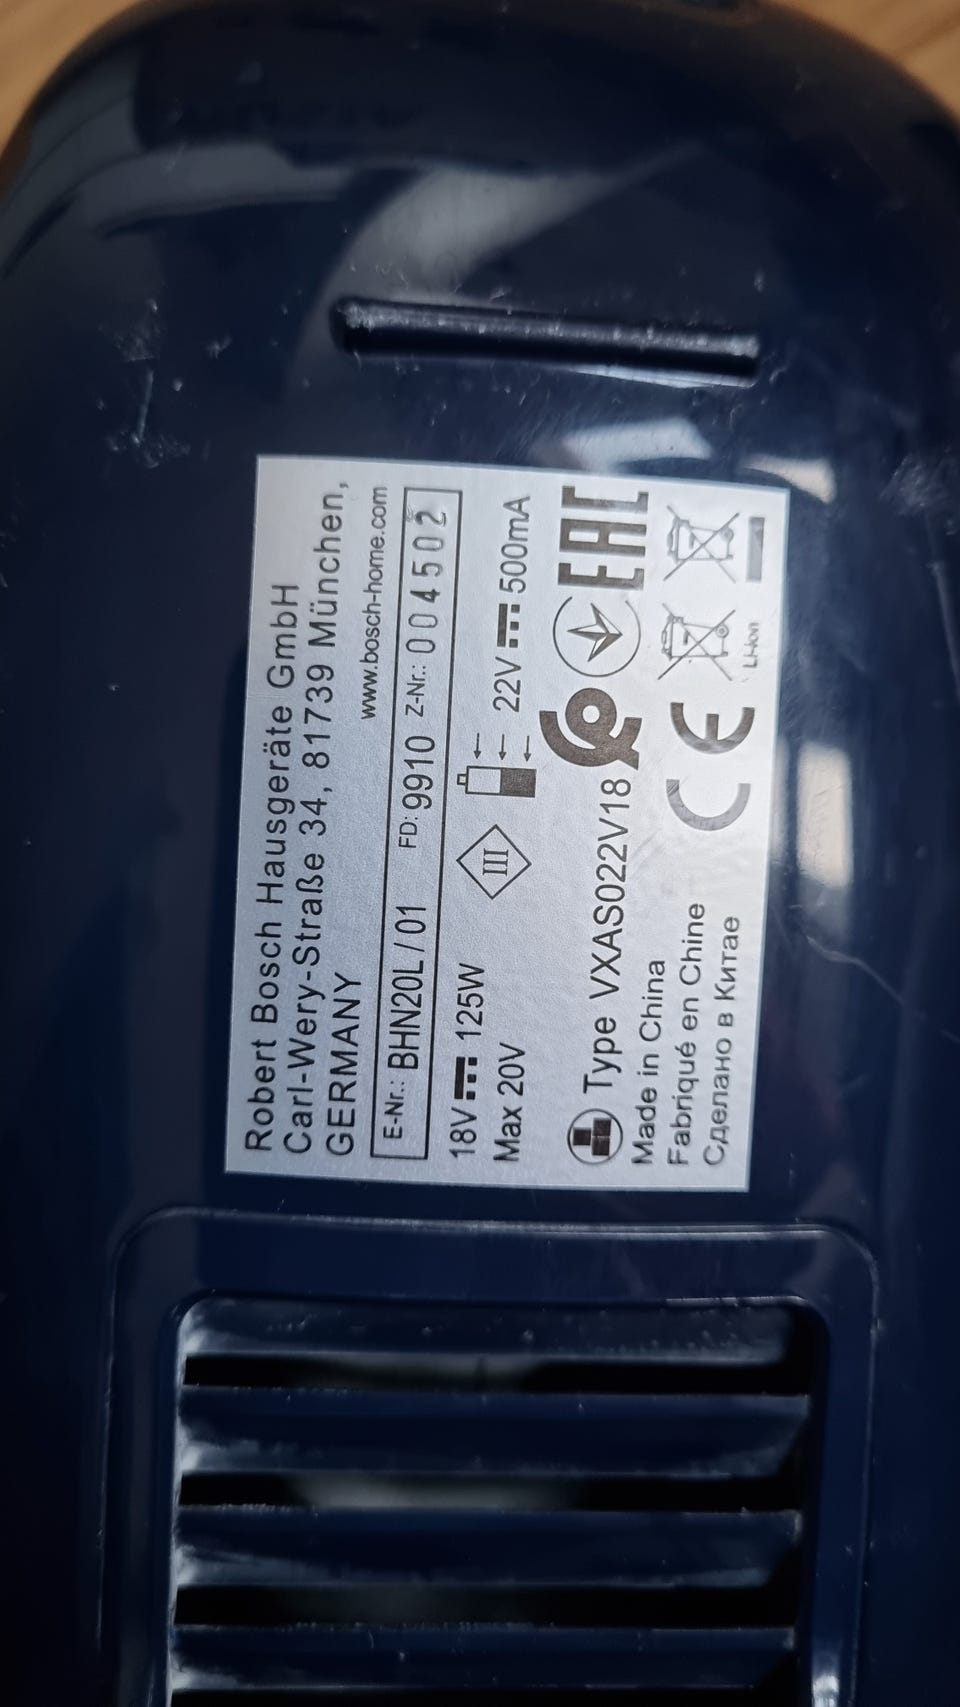 Robert Bosch Hausgeräte GmbH
Carl-Wery-Straße 34, 81739 München,
GERMANY
www.bosch-home.com
E-Nr.: BHN20L / 01 FD: 9910 Z-Nr.: 004502
18V 125W III 22V 500mA
Max 20V
Type VXAS022V18 EAC
Made in China
Fabriqué en Chine CE Li-ion
Сделано в Китае